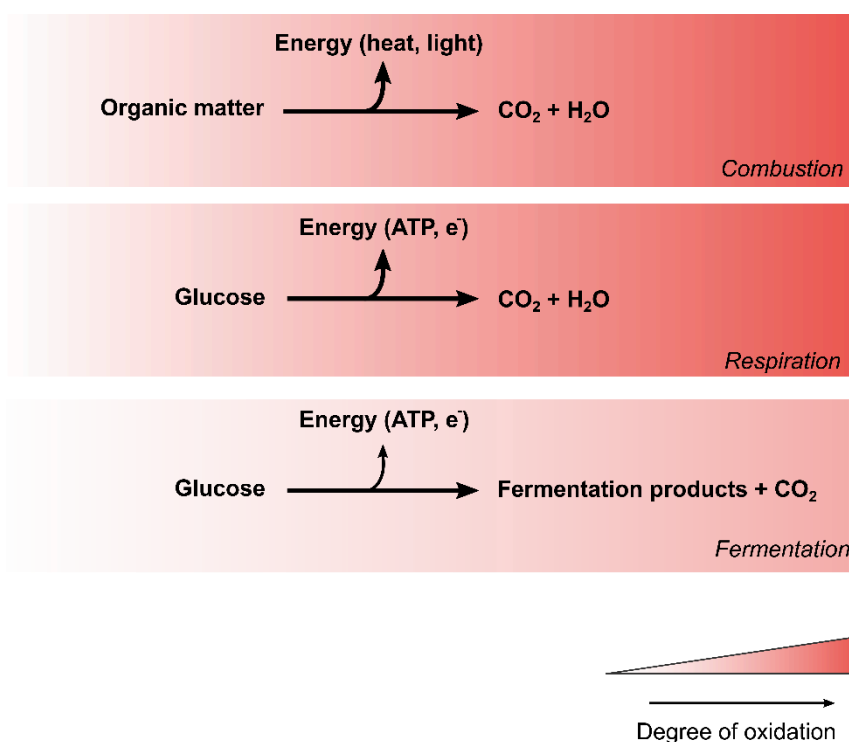 Energy (heat, light)
Organic matter
CO₂ + H₂O
Combustion
Energy (ATP, e⁻)
Glucose
CO₂ + H₂O
Respiration
Energy (ATP, e⁻)
Glucose
Fermentation products + CO₂
Fermentation
Degree of oxidation